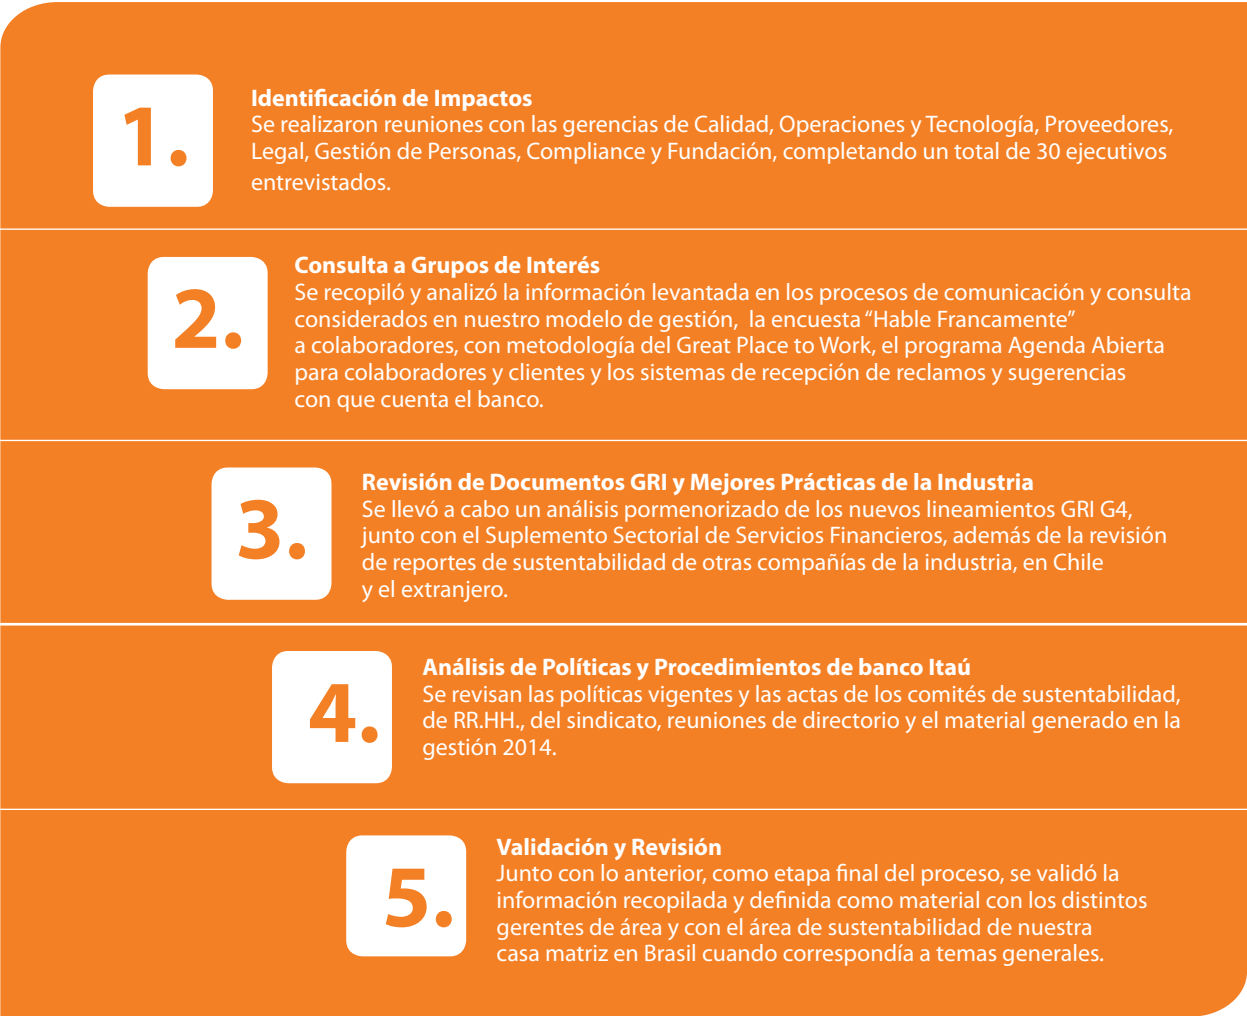 1.
Identificación de Impactos
Se realizaron reuniones con las gerencias de Calidad, Operaciones y Tecnología, Proveedores,
Legal, Gestión de Personas, Compliance y Fundación, completando un total de 30 ejecutivos
entrevistados.
2.
Consulta a Grupos de Interés
Se recopiló y analizó la información levantada en los procesos de comunicación y consulta
considerados en nuestro modelo de gestión, la encuesta “Hable Francamente”
a colaboradores, con metodología del Great Place to Work, el programa Agenda Abierta
para colaboradores y clientes y los sistemas de recepción de reclamos y sugerencias
con que cuenta el banco.
3.
Revisión de Documentos GRI y Mejores Prácticas de la Industria
Se llevó a cabo un análisis pormenorizado de los nuevos lineamientos GRI G4,
junto con el Suplemento Sectorial de Servicios Financieros, además de la revisión
de reportes de sustentabilidad de otras compañías de la industria, en Chile
y el extranjero.
4.
Análisis de Políticas y Procedimientos de banco Itaú
Se revisan las políticas vigentes y las actas de los comités de sustentabilidad,
de RR.HH., del sindicato, reuniones de directorio y el material generado en la
gestión 2014.
5.
Validación y Revisión
Junto con lo anterior, como etapa final del proceso, se validó la
información recopilada y definida como material con los distintos
gerentes de área y con el área de sustentabilidad de nuestra
casa matriz en Brasil cuando correspondía a temas generales.